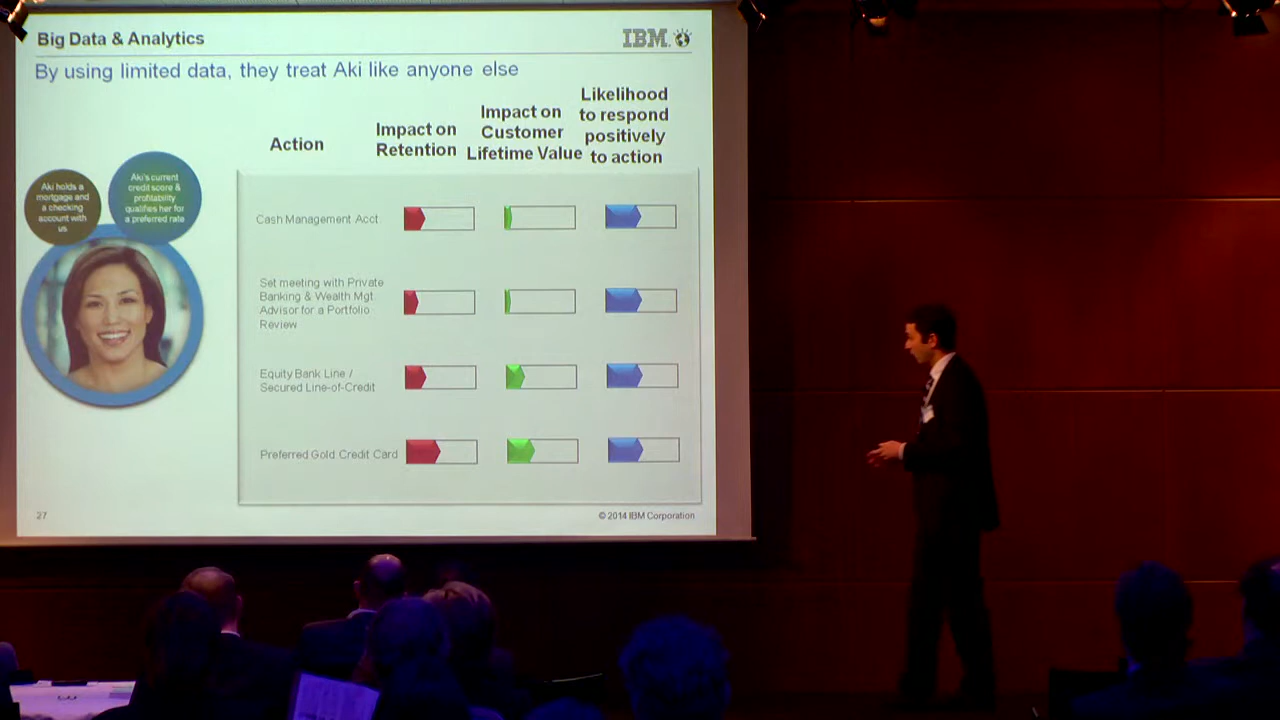 Big Data & Analytics
IBM
By using limited data, they treat Aki like anyone else
Action
Impact on
Retention
Impact on
Customer
Lifetime Value
Likelihood
to respond
positively
to action
Aki holds a
mortgage and
a checking
account with
us
Aki's current
credit score &
profitability
qualifies her for
a preferred rate
Cash Management Acct
Set meeting with Private
Banking & Wealth Mgt.
Advisor for a Portfolio
Review
Equity Bank Line /
Secured Line-of-Credit
Preferred Gold Credit Card
27
© 2014 IBM Corporation